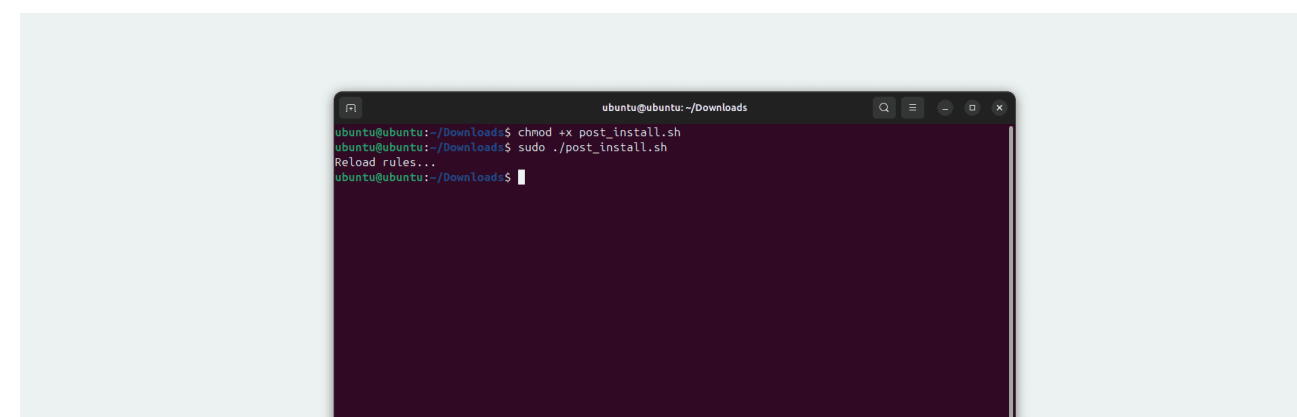 ubuntu@ubuntu: ~/Downloads
ubuntu@ubuntu:~/Downloads$ chmod +x post_install.sh
ubuntu@ubuntu:~/Downloads$ sudo ./post_install.sh
Reload rules...
ubuntu@ubuntu:~/Downloads$